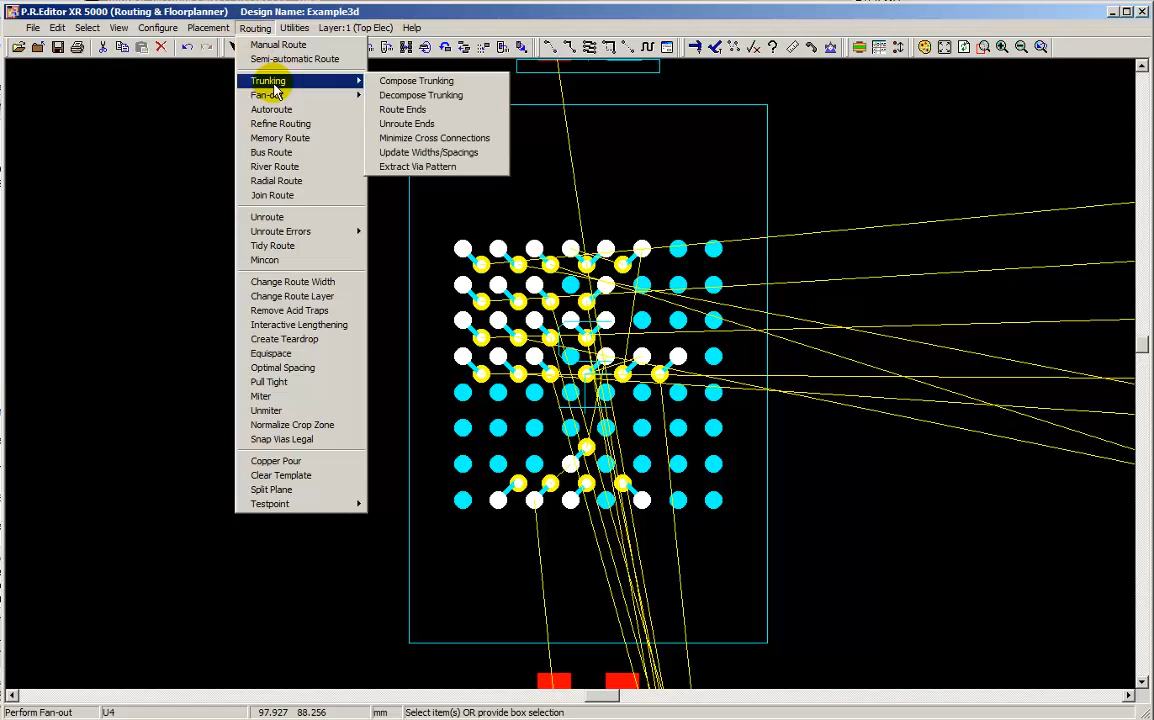 P.R.Editor XR 5000 (Routing & Floorplanner) Design Name: Example3d
File Edit Select View Configure Placement Routing Utilities Layer:1 (Top Elec) Help
Manual Route
Semi-automatic Route
Trunking
Autoroute
Refine Routing
Memory Route
Bus Route
River Route
Radial Route
Join Route
Unroute
Unroute Errors
Tidy Route
Mincon
Change Route Width
Change Route Layer
Remove Acid Traps
Interactive Lengthening
Create Teardrop
Equispace
Optimal Spacing
Pull Tight
Miter
Unmiter
Normalize Crop Zone
Snap Vias Legal
Copper Pour
Clear Template
Split Plane
Testpoint
Compose Trunking
Decompose Trunking
Route Ends
Unroute Ends
Minimize Cross Connections
Update Widths/Spacings
Extract Via Pattern
Perform Fan-out U4 97.927 88.256 mm Select item(s) OR provide box selection